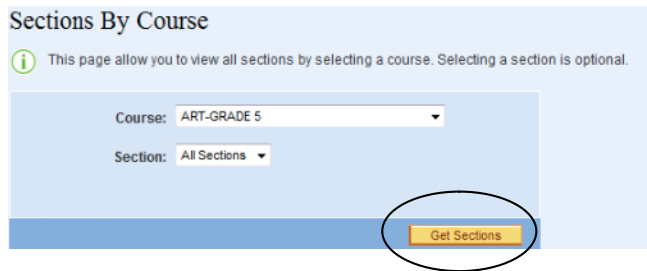 Sections By Course
This page allow you to view all sections by selecting a course. Selecting a section is optional.
Course: ART-GRADE 5
Section: All Sections
Get Sections